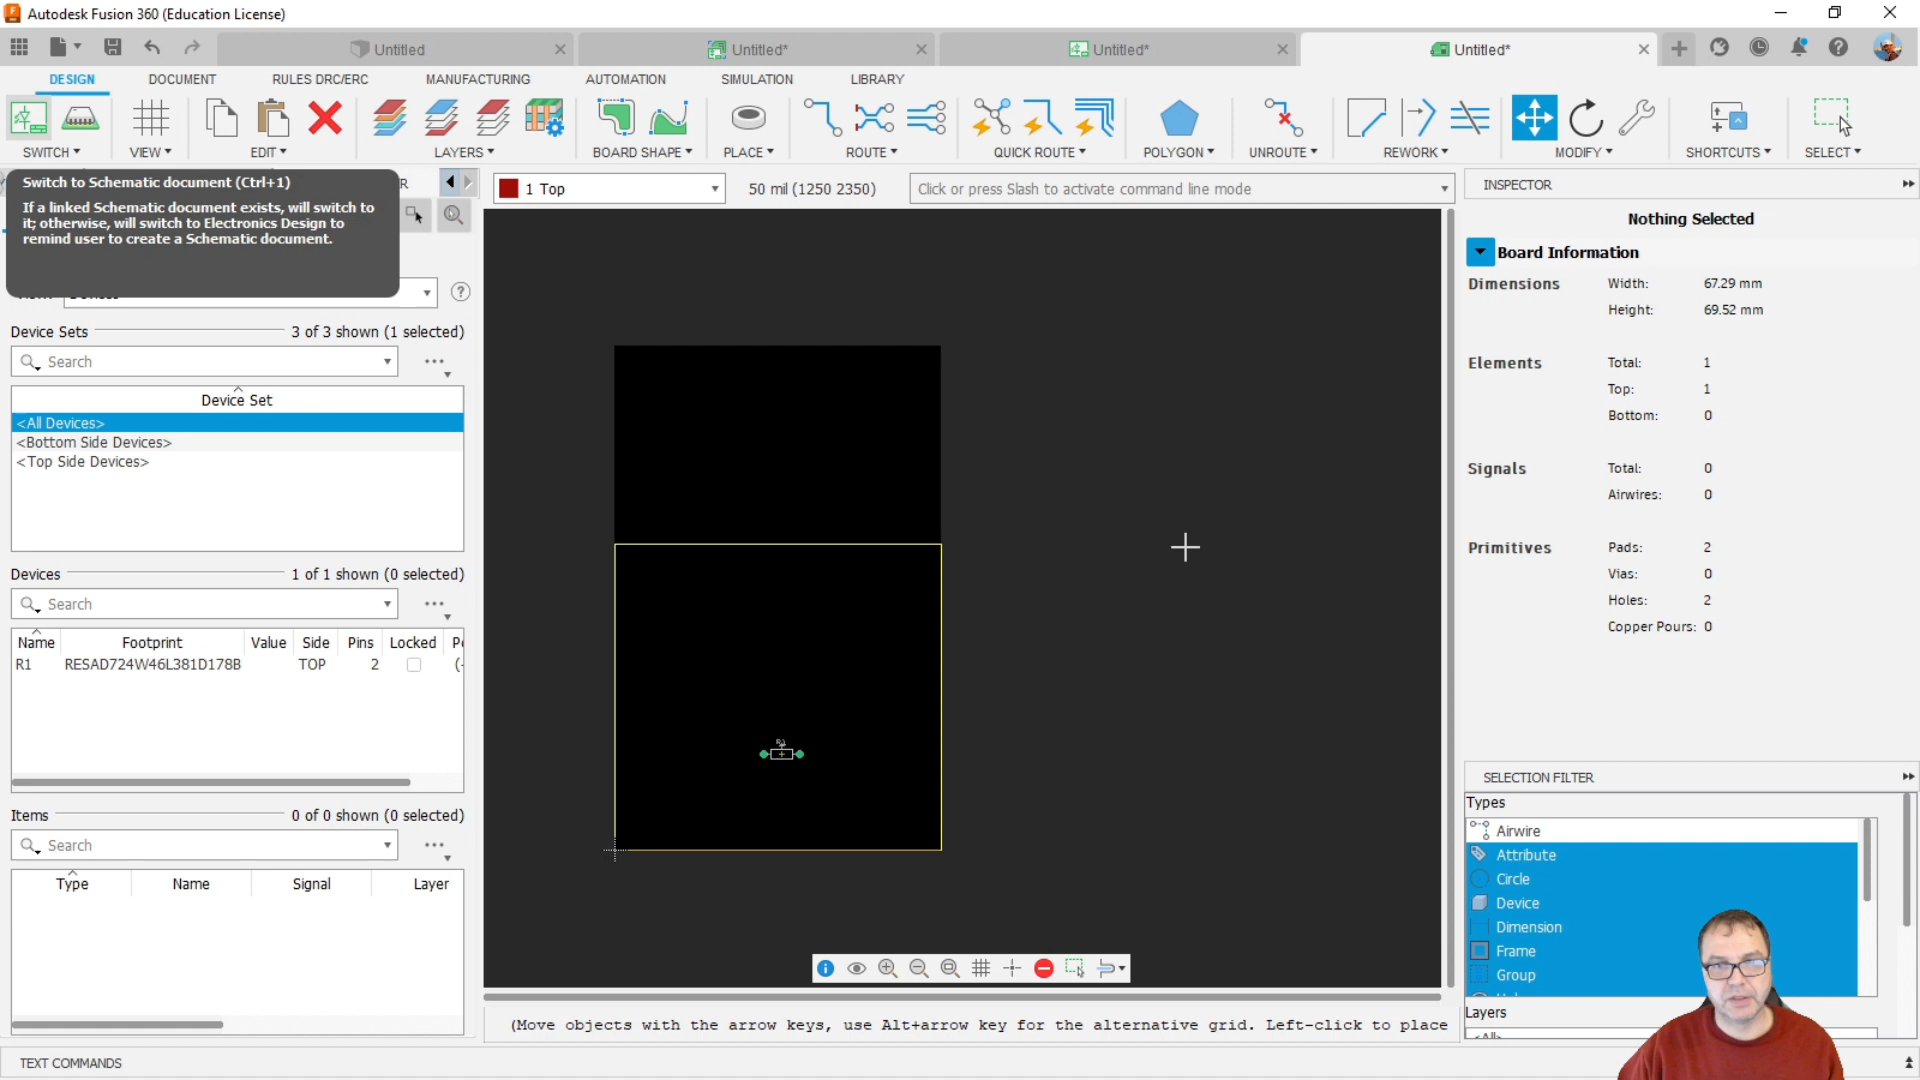 Autodesk Fusion 360 (Education License)
Untitled
Untitled*
Untitled*
Untitled*
DESIGN
DOCUMENT
RULES DRC/ERC
MANUFACTURING
AUTOMATION
SIMULATION
LIBRARY
SWITCH
VIEW
EDIT
LAYERS
BOARD SHAPE
PLACE
ROUTE
QUICK ROUTE
POLYGON
UNROUTE
REWORK
MODIFY
SHORTCUTS
SELECT
Switch to Schematic document (Ctrl+1)
If a linked Schematic document exists, will switch to
it; otherwise, will switch to Electronics Design to
remind user to create a Schematic document.
R
1 Top
50 mil (1250 2350)
Click or press Slash to activate command line mode
Device Sets
3 of 3 shown (1 selected)
Search
Device Set
<All Devices>
<Bottom Side Devices>
<Top Side Devices>
Devices
1 of 1 shown (0 selected)
Search
Name Footprint Value Side Pins Locked
R1 RESAD724W46L381D178B TOP 2 (-
Items
0 of 0 shown (0 selected)
Search
Type Name Signal Layer
R1
(Move objects with the arrow keys, use Alt+arrow key for the alternative grid. Left-click to place
TEXT COMMANDS
INSPECTOR
Nothing Selected
Board Information
Dimensions Width: 67.29 mm
Height: 69.52 mm
Elements Total: 1
Top: 1
Bottom: 0
Signals Total: 0
Airwires: 0
Primitives Pads: 2
Vias: 0
Holes: 2
Copper Pours: 0
SELECTION FILTER
Types
Airwire
Attribute
Circle
Device
Dimension
Frame
Group
Layers